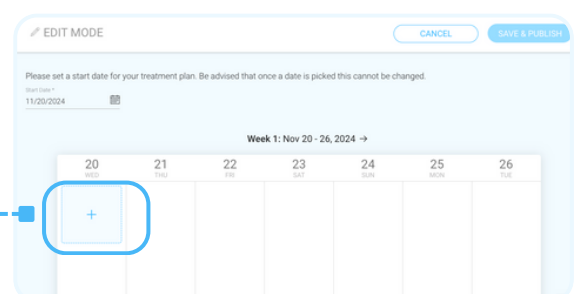 EDIT MODE
CANCEL
SAVE & PUBLISH
Please set a start date for your treatment plan. Be advised that once a date is picked this cannot be changed.
Start Date *
11/20/2024
Week 1: Nov 20 - 26, 2024 →
20 21 22 23 24 25 26
WED THU FRI SAT SUN MON TUE
+